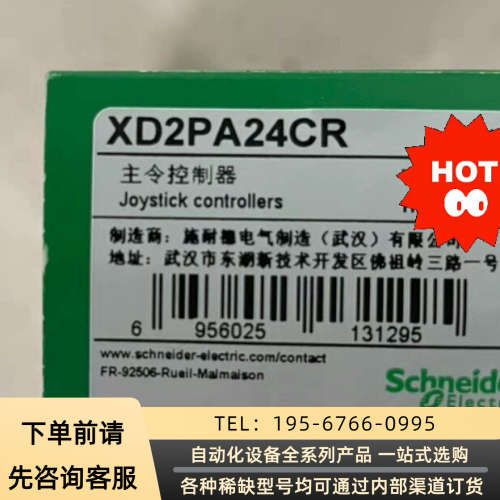 XD2PA24CR
主令控制器
Joystick controllers
HOT
制造商：施耐德电气制造（武汉）有限公司
地址：武汉市东湖新技术开发区佛祖岭三路一号
6 956025 131295
www.schneider-electric.com/contact
FR-92506-Rueil-Malmaison
Schneider
Electric
下单前请
先咨询客服
TEL：195-6766-0995
自动化设备全系列产品 一站式选购
各种稀缺型号均可通过内部渠道订货